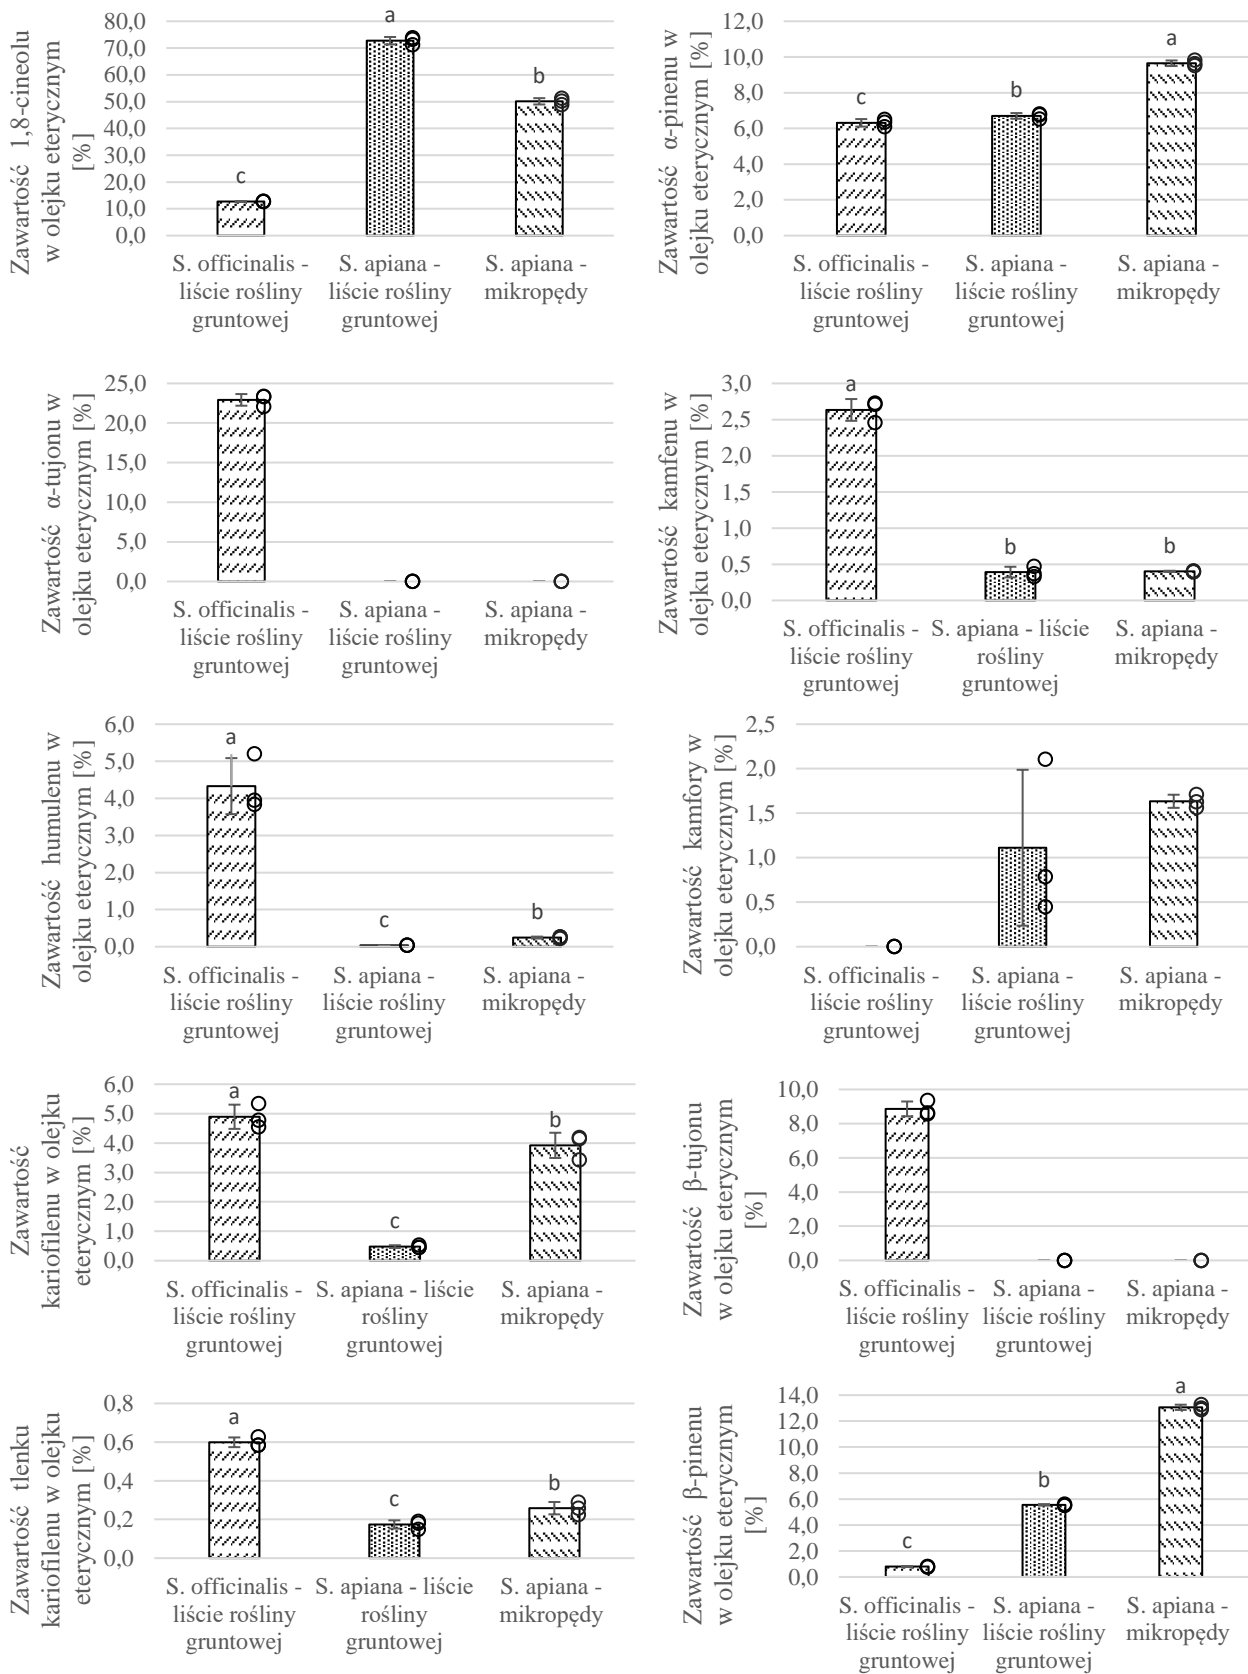 Zawartość 1,8-cineolu
w olejku eterycznym
[%]
80,0
70,0
60,0
50,0
40,0
30,0
20,0
10,0
0,0
c
a
b
S. officinalis -
liście rośliny
gruntowej
S. apiana -
liście rośliny
gruntowej
S. apiana -
mikropędy
Zawartość α-pinenu w
olejku eterycznym [%]
12,0
10,0
8,0
6,0
4,0
2,0
0,0
c
b
a
S. officinalis -
liście rośliny
gruntowej
S. apiana -
liście rośliny
gruntowej
S. apiana -
mikropędy
Zawartość α-tujonu w
olejku eterycznym [%]
25,0
20,0
15,0
10,0
5,0
0,0
S. officinalis -
liście rośliny
gruntowej
S. apiana -
liście rośliny
gruntowej
S. apiana -
mikropędy
Zawartość kamfenu w
olejku eterycznym [%]
3,0
2,5
2,0
1,5
1,0
0,5
0,0
a
b
b
S. officinalis -
liście rośliny
gruntowej
S. apiana - liście
rośliny
gruntowej
S. apiana -
mikropędy
Zawartość humulenu w
olejku eterycznym [%]
6,0
5,0
4,0
3,0
2,0
1,0
0,0
a
c
b
S. officinalis -
liście rośliny
gruntowej
S. apiana -
liście rośliny
gruntowej
S. apiana -
mikropędy
Zawartość kamfory w
olejku eterycznym [%]
2,5
2,0
1,5
1,0
0,5
0,0
S. officinalis -
liście rośliny
gruntowej
S. apiana -
liście rośliny
gruntowej
S. apiana -
mikropędy
Zawartość
kariofilenu w olejku
eterycznym [%]
6,0
5,0
4,0
3,0
2,0
1,0
0,0
a
c
b
S. officinalis -
liście rośliny
gruntowej
S. apiana - liście
rośliny
gruntowej
S. apiana -
mikropędy
Zawartość β-tujonu
w olejku eterycznym
[%]
10,0
8,0
6,0
4,0
2,0
0,0
S. officinalis -
liście rośliny
gruntowej
S. apiana -
liście rośliny
gruntowej
S. apiana -
mikropędy
Zawartość tlenku
kariofilenu w olejku
eterycznym [%]
0,8
0,6
0,4
0,2
0,0
a
c
b
S. officinalis -
liście rośliny
gruntowej
S. apiana - liście
rośliny
gruntowej
S. apiana -
mikropędy
Zawartość β-pinenu
w olejku eterycznym
[%]
14,0
12,0
10,0
8,0
6,0
4,0
2,0
0,0
c
b
a
S. officinalis -
liście rośliny
gruntowej
S. apiana -
liście rośliny
gruntowej
S. apiana -
mikropędy